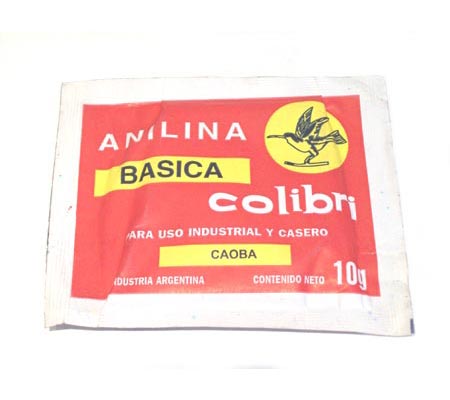 ANILINA
BASICA
colibri
PARA USO INDUSTRIAL Y CASERO
CAOBA
INDUSTRIA ARGENTINA CONTENIDO NETO 10g